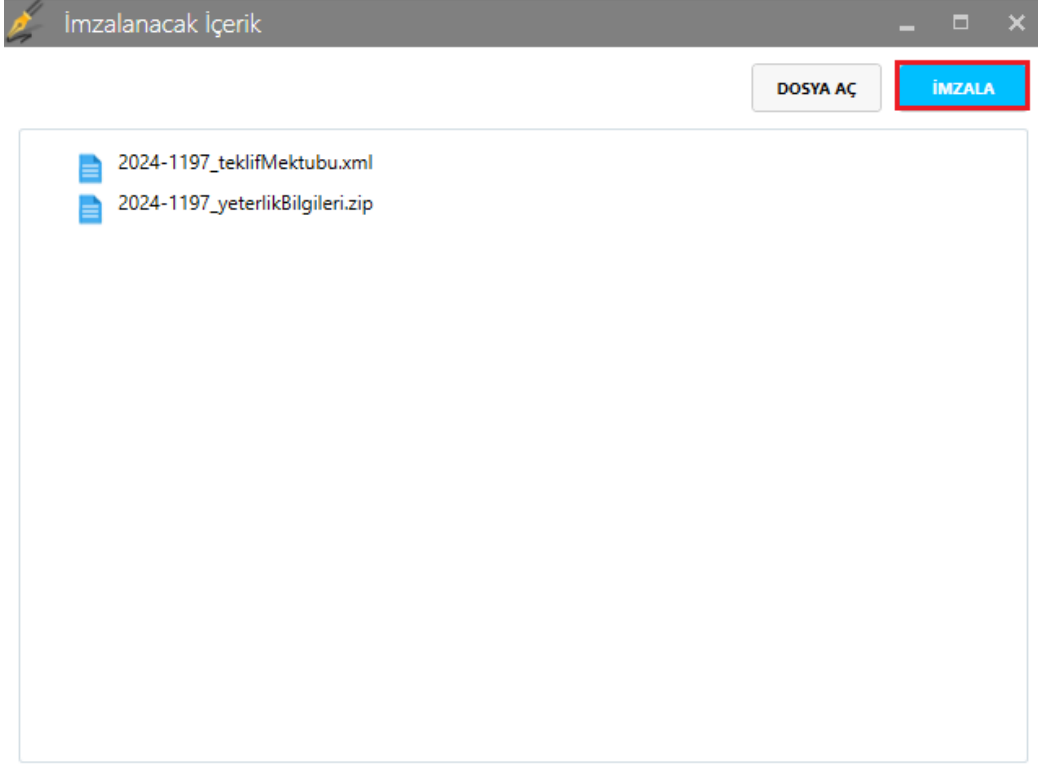 İmzalanacak İçerik
DOSYA AÇ
İMZALA
2024-1197_teklifMektubu.xml
2024-1197_yeterlikBilgileri.zip